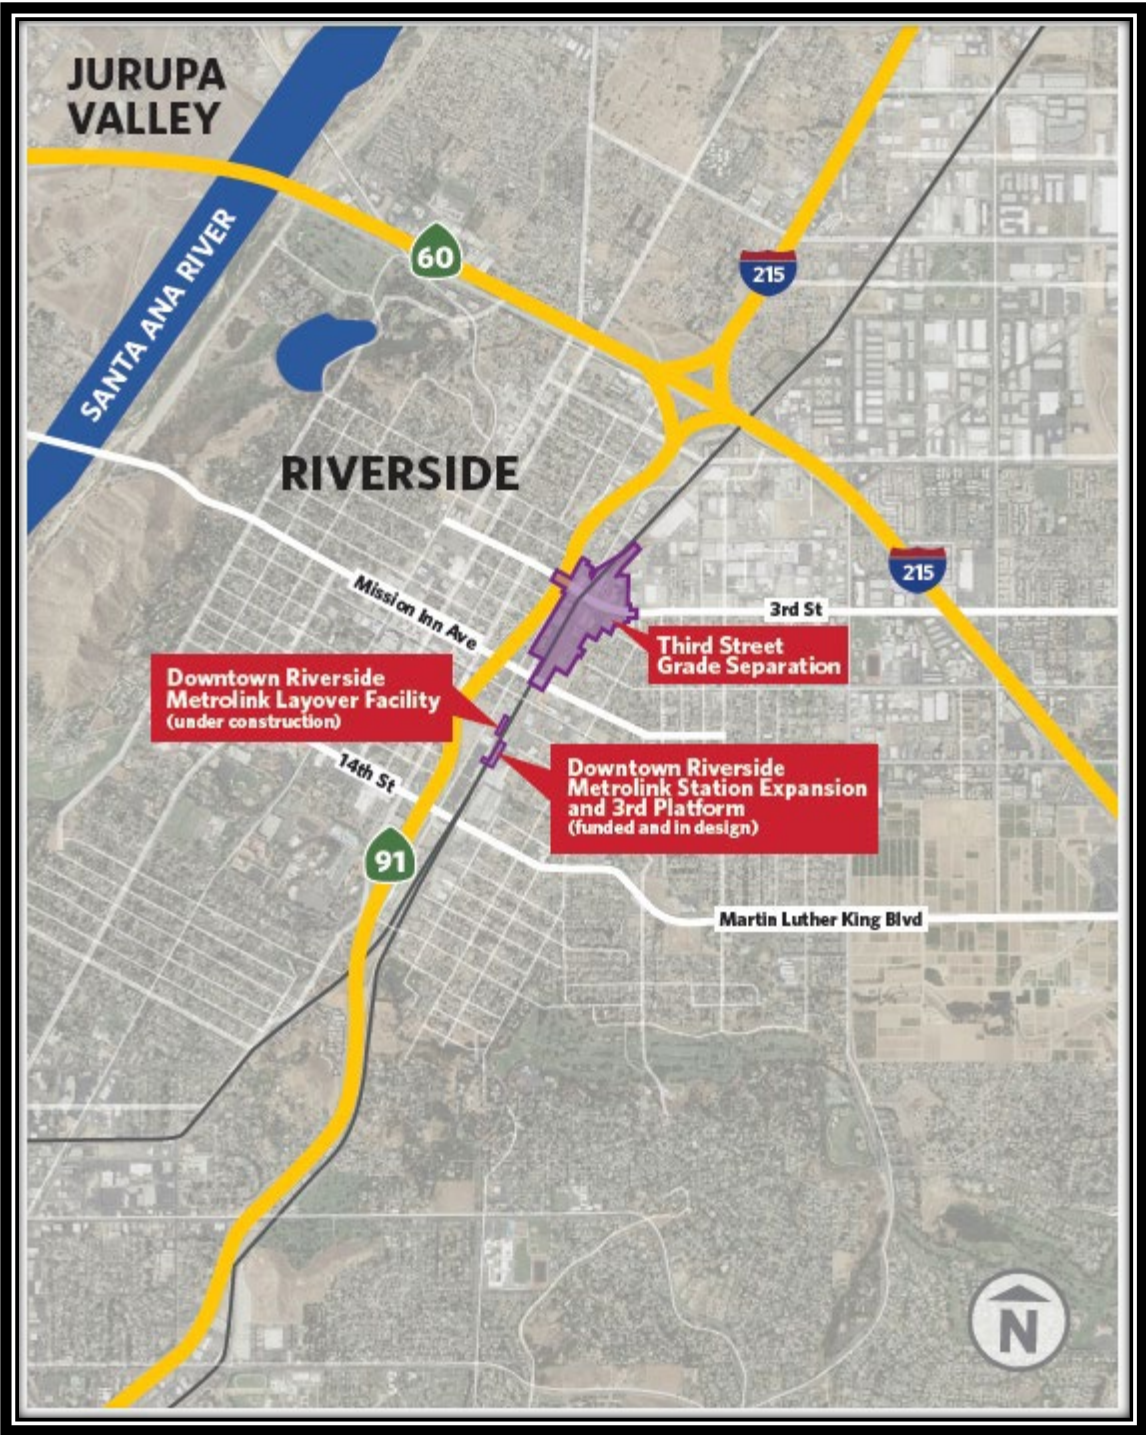 JURUPA
VALLEY
SANTA ANA RIVER
60
215
RIVERSIDE
215
3rd St
Mission Inn Ave
Third Street
Grade Separation
Downtown Riverside
Metrolink Layover Facility
(under construction)
14th St
Downtown Riverside
Metrolink Station Expansion
and 3rd Platform
(funded and in design)
91
Martin Luther King Blvd
N